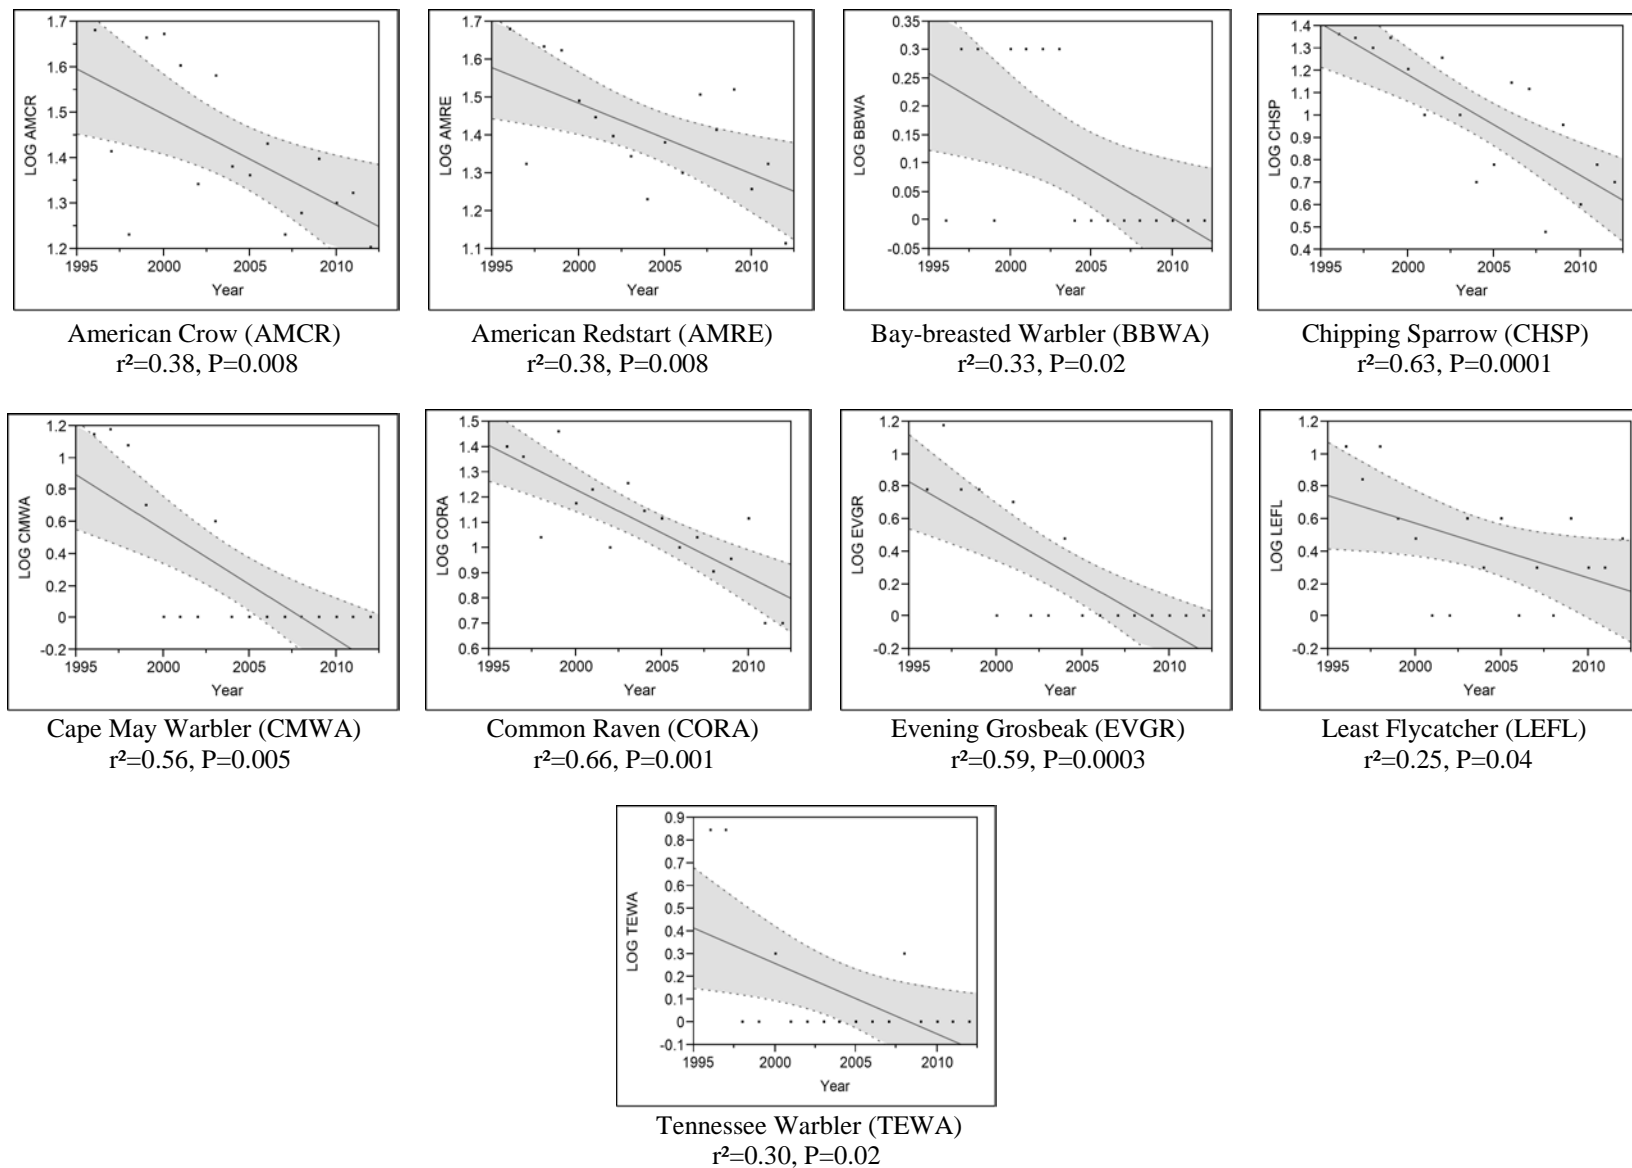 1.7
1.6
1.5
1.4
1.3
1.2
LOG AMCR
1995 2000 2005 2010
Year
American Crow (AMCR)
r²=0.38, P=0.008
1.7
1.6
1.5
1.4
1.3
1.2
1.1
LOG AMRE
1995 2000 2005 2010
Year
American Redstart (AMRE)
r²=0.38, P=0.008
0.35
0.3
0.25
0.2
0.15
0.1
0.05
0
-0.05
LOG BBWA
1995 2000 2005 2010
Year
Bay-breasted Warbler (BBWA)
r²=0.33, P=0.02
1.4
1.3
1.2
1.1
1
0.9
0.8
0.7
0.6
0.5
0.4
LOG CHSP
1995 2000 2005 2010
Year
Chipping Sparrow (CHSP)
r²=0.63, P=0.0001
1.2
1
0.8
0.6
0.4
0.2
0
-0.2
LOG CMWA
1995 2000 2005 2010
Year
Cape May Warbler (CMWA)
r²=0.56, P=0.005
1.5
1.4
1.3
1.2
1.1
1
0.9
0.8
0.7
0.6
LOG CORA
1995 2000 2005 2010
Year
Common Raven (CORA)
r²=0.66, P=0.001
1.2
1
0.8
0.6
0.4
0.2
0
-0.2
LOG EVGR
1995 2000 2005 2010
Year
Evening Grosbeak (EVGR)
r²=0.59, P=0.0003
1.2
1
0.8
0.6
0.4
0.2
0
-0.2
LOG LEFL
1995 2000 2005 2010
Year
Least Flycatcher (LEFL)
r²=0.25, P=0.04
0.9
0.8
0.7
0.6
0.5
0.4
0.3
0.2
0.1
0
-0.1
LOG TEWA
1995 2000 2005 2010
Year
Tennessee Warbler (TEWA)
r²=0.30, P=0.02